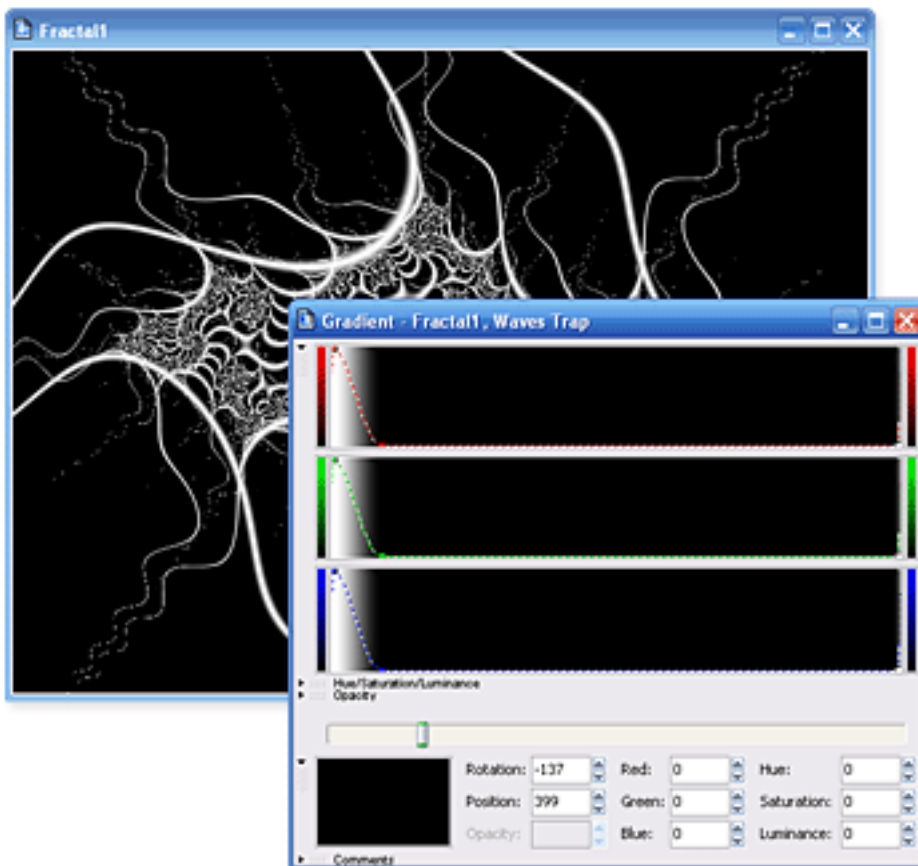 Fractal1
Gradient - Fractal1, Waves Trap
Hue/Saturation/Luminance
Opacity
Rotation: -137 Red: 0 Hue: 0
Position: 399 Green: 0 Saturation: 0
Opacity: Blue: 0 Luminance: 0
Comments